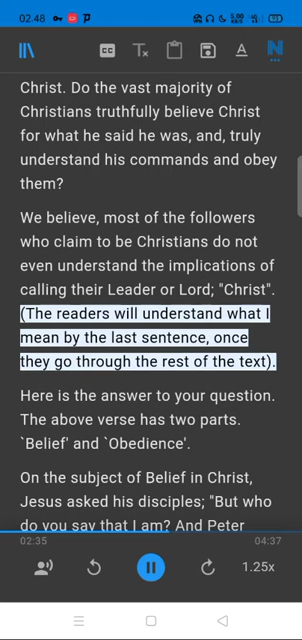 02.48
5.00
KB/S
Christ. Do the vast majority of
Christians truthfully believe Christ
for what he said he was, and, truly
understand his commands and obey
them?
We believe, most of the followers
who claim to be Christians do not
even understand the implications of
calling their Leader or Lord; "Christ".
(The readers will understand what I
mean by the last sentence, once
they go through the rest of the text).
Here is the answer to your question.
The above verse has two parts.
`Belief' and `Obedience'.
On the subject of Belief in Christ,
Jesus asked his disciples; "But who
do you say that I am? And Peter
02:35
04:37
1.25x